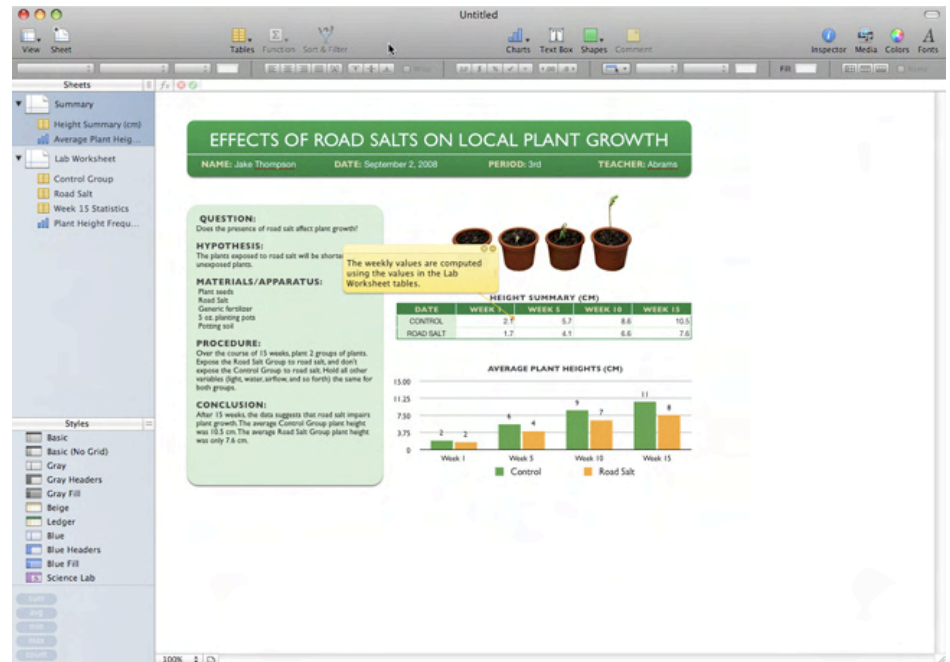 Untitled
View Sheet Tables Function Sort & Filter Charts Text Box Shapes Comment Inspector Media Colors Fonts
Fill
Sheets
Summary
Height Summary (cm)
Average Plant Heig...
Lab Worksheet
Control Group
Road Salt
Week 15 Statistics
Plant Height Frequ...
Styles
Basic
Basic (No Grid)
Gray
Gray Headers
Gray Fill
Beige
Ledger
Blue
Blue Headers
Blue Fill
Science Lab
sum
avg
min
max
count
EFFECTS OF ROAD SALTS ON LOCAL PLANT GROWTH
NAME: Jake Thompson DATE: September 2, 2008 PERIOD: 3rd TEACHER: Abrams
QUESTION:
Does the presence of road salt affect plant growth?
HYPOTHESIS:
The plants exposed to road salt will be shorte
unexposed plants.
MATERIALS/APPARATUS:
Plant seeds
Road Salt
Generic fertilizer
5 oz. planting pots
Potting soil
PROCEDURE:
Over the course of 15 weeks, plant 2 groups of plants.
Expose the Road Salt Group to road salt, and don't
expose the Control Group to road salt. Hold all other
variables (light, water, airflow, and so forth) the same for
both groups.
CONCLUSION:
After 15 weeks, the data suggests that road salt impairs
plant growth. The average Control Group plant height
was 10.5 cm. The average Road Salt Group plant height
was only 7.6 cm.
The weekly values are computed
using the values in the Lab
Worksheet tables.
HEIGHT SUMMARY (CM)
DATE WEEK 1 WEEK 5 WEEK 10 WEEK 15
CONTROL 2.1 5.7 8.6 10.5
ROAD SALT 1.7 4.1 6.6 7.6
AVERAGE PLANT HEIGHTS (CM)
15.00
11.25
7.50
3.75
0
2 2 6 4 9 7 11 8
Week 1 Week 5 Week 10 Week 15
Control Road Salt
100%